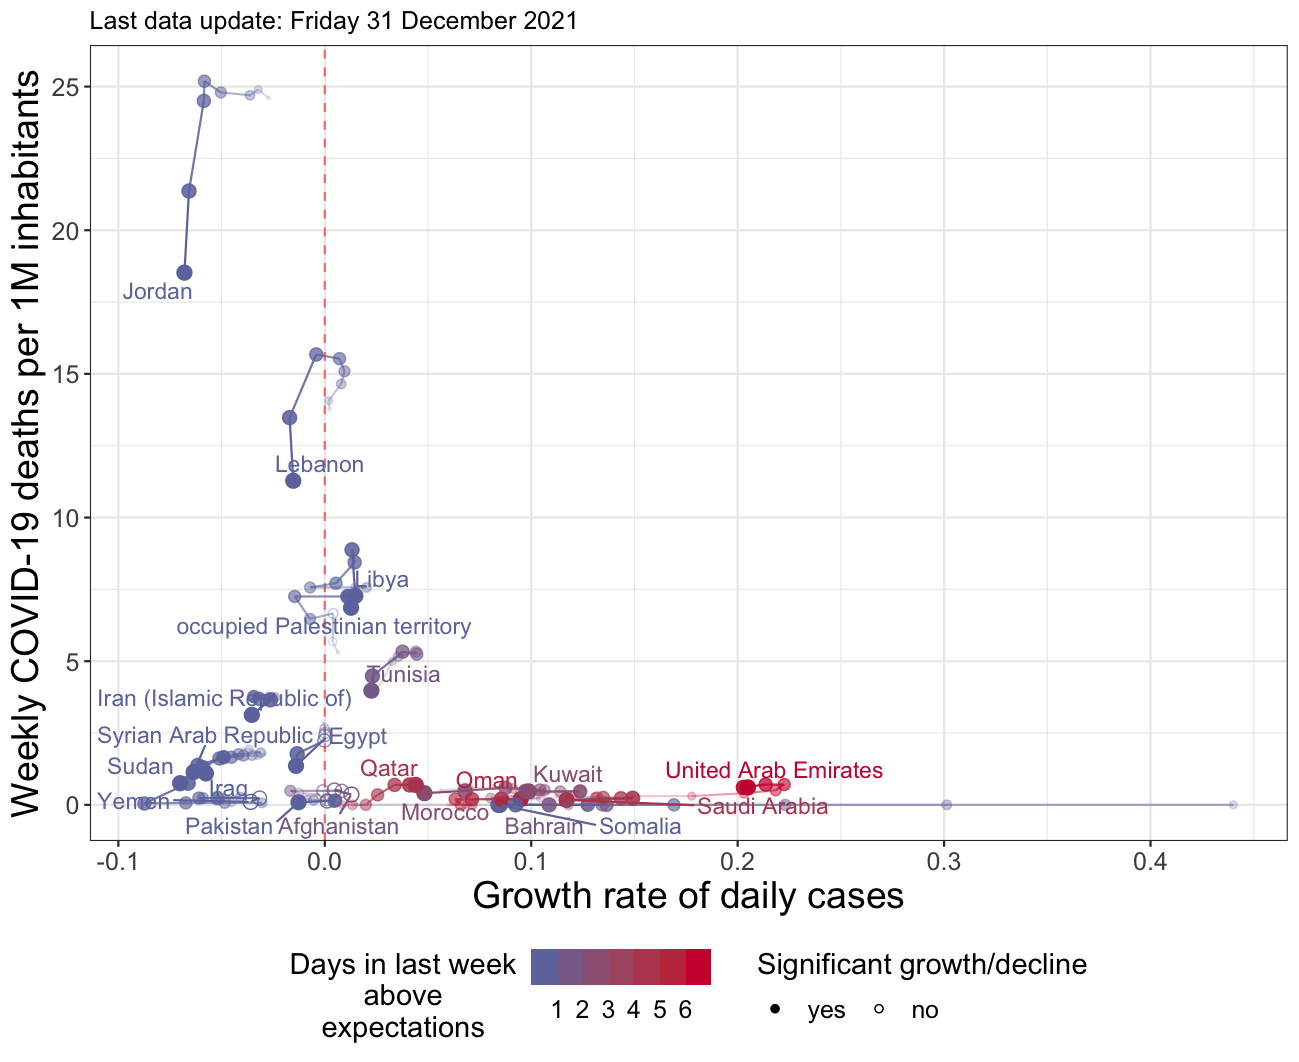 Last data update: Friday 31 December 2021
Weekly COVID-19 deaths per 1M inhabitants
25
20
15
10
5
0
Jordan
Lebanon
Libya
occupied Palestinian territory
Tunisia
Iran (Islamic Republic of)
Syrian Arab Republic
Egypt
Sudan
Qatar
Oman
Kuwait
United Arab Emirates
Iraq
Yemen
Morocco
Saudi Arabia
Pakistan
Afghanistan
Bahrain
Somalia
-0.1 0.0 0.1 0.2 0.3 0.4
Growth rate of daily cases
Days in last week
above
expectations
1 2 3 4 5 6
Significant growth/decline
yes no